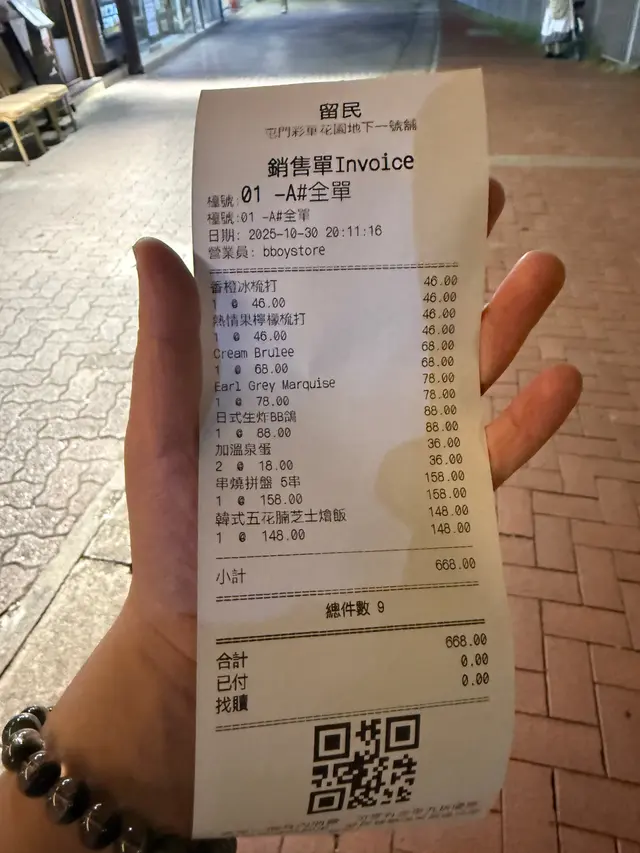 留民
屯門彩華花園地下一號舖
銷售單Invoice
檯號:01 -A#全單
檯號:01 -A#全單
日期: 2025-10-30 20:11:16
營業員: bboystore
香橙冰梳打 46.00
1 @ 46.00 46.00
熱情果檸檬梳打 46.00
1 @ 46.00 46.00
Cream Brulee 68.00
1 @ 68.00 68.00
Earl Grey Marquise 78.00
1 @ 78.00 78.00
日式生炸BB鴿 88.00
1 @ 88.00 88.00
加溫泉蛋 36.00
2 @ 18.00 36.00
串燒拼盤 5串 158.00
1 @ 158.00 158.00
韓式五花腩芝士燴飯 148.00
1 @ 148.00 148.00
小計 668.00
總件數 9
合計 668.00
已付 0.00
找贖 0.00